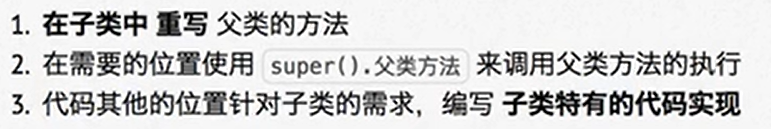 1. 在子类中 重写 父类的方法
2. 在需要的位置使用 super().父类方法 来调用父类方法的执行
3. 代码其他的位置针对子类的需求，编写 子类特有的代码实现